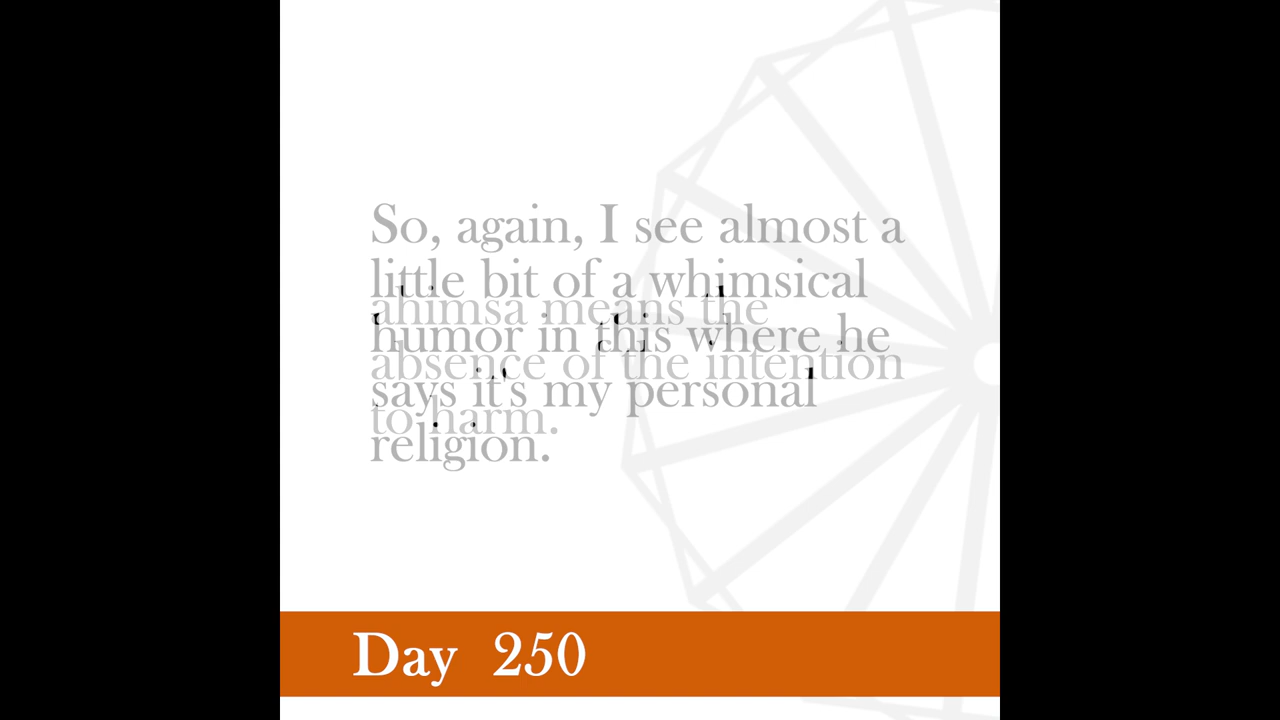 So, again, I see almost a
little bit of a whimsical
humor in this where he
says it's my personal
religion.
ahimsa means the
absence of the intention
to harm.
Day 250